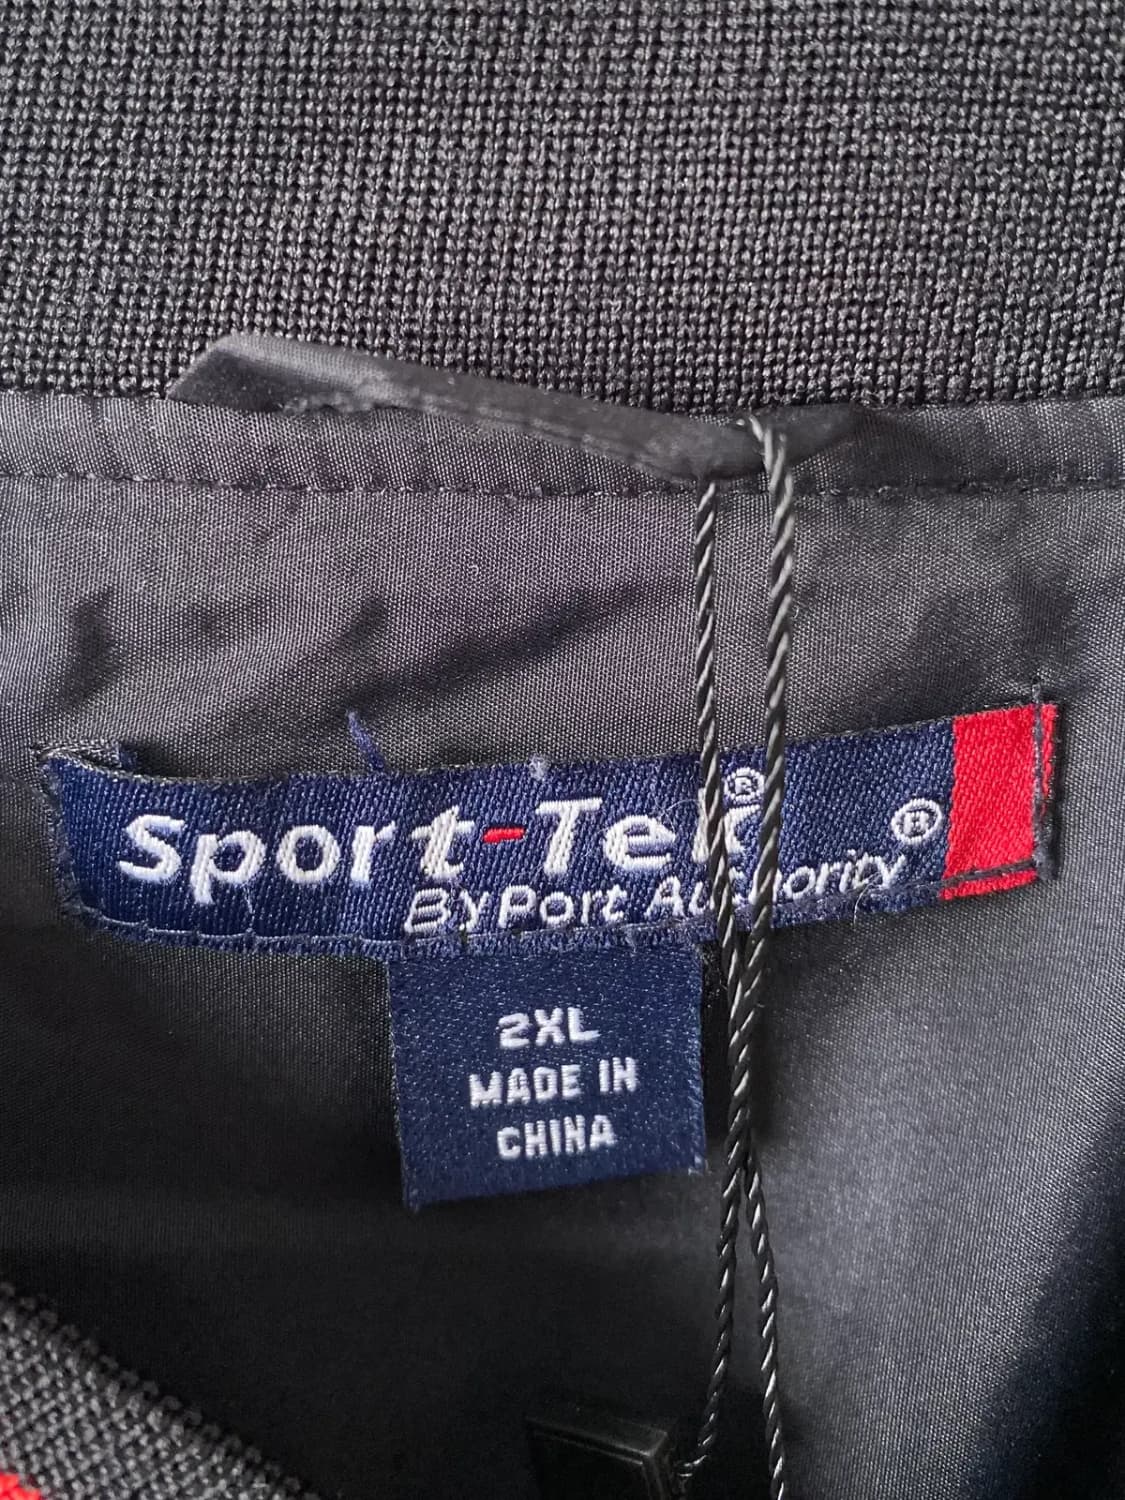 Sport-Tek®
By Port Authority®
2XL
MADE IN
CHINA